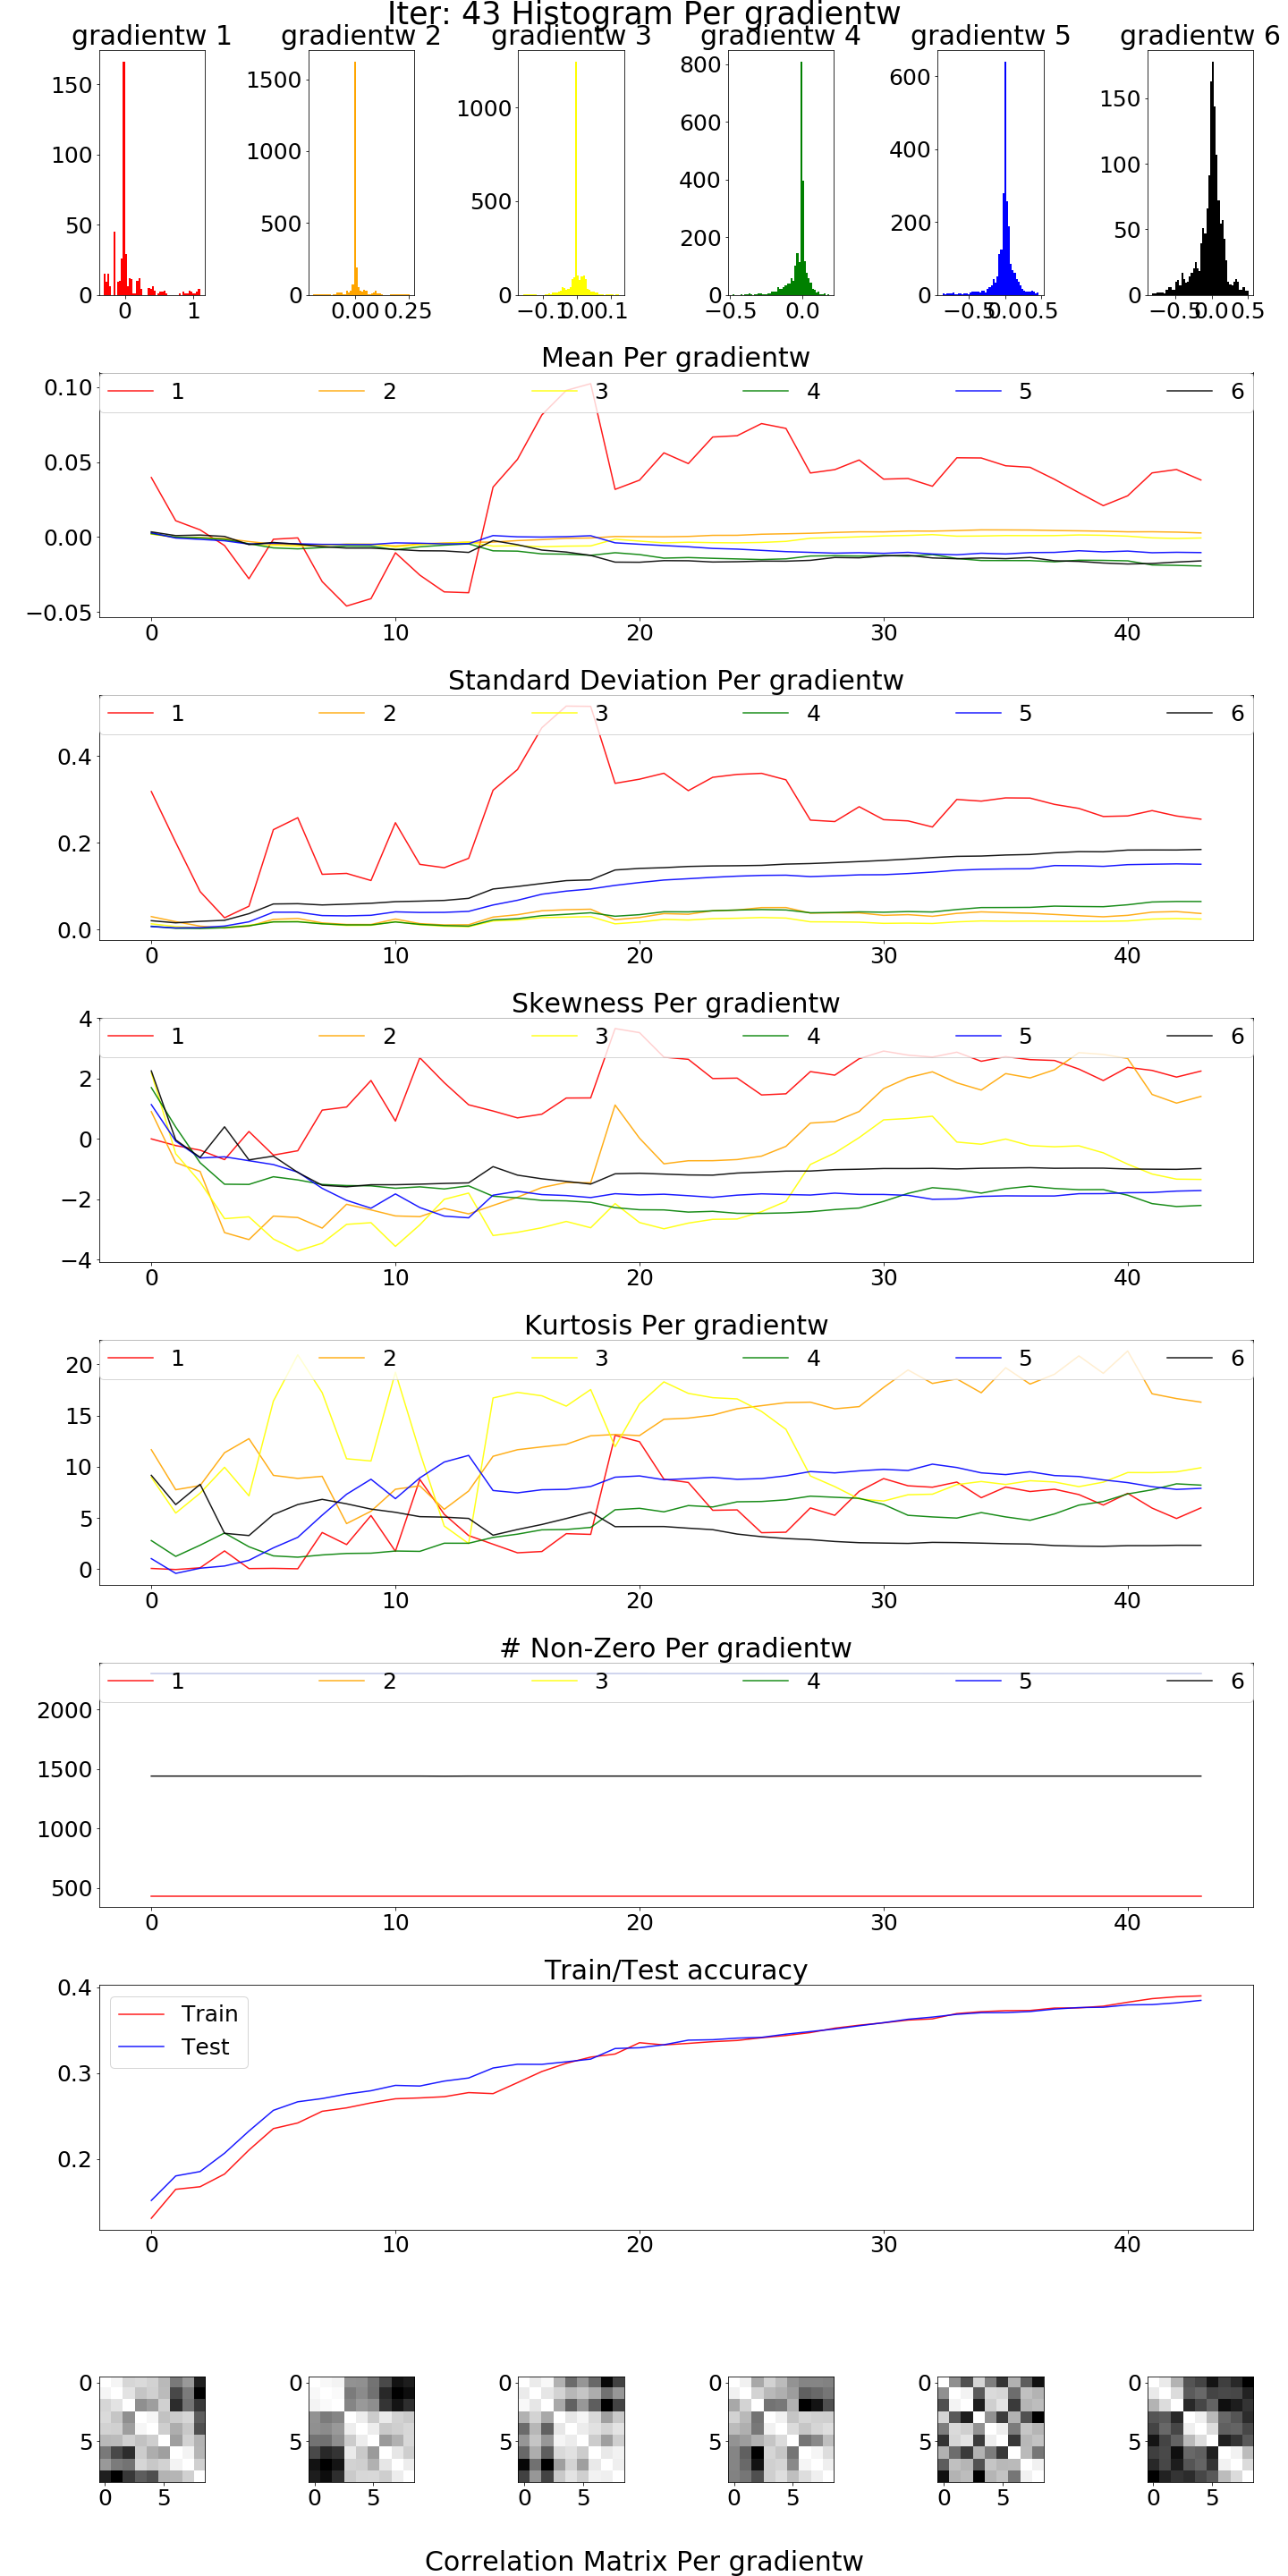 Iter: 43 Histogram Per gradientw
gradientw 1 gradientw 2 gradientw 3 gradientw 4 gradientw 5 gradientw 6
150
100
50
0
0 1
1500
1000
500
0
0.00 0.25
1000
500
0
−0.1 0.00.1
800
600
400
200
0
−0.5 0.0
600
400
200
0
−0.5 0.0 0.5
150
100
50
0
−0.5 0.0 0.5
Mean Per gradientw
1 2 3 4 5 6
0.10
0.05
0.00
−0.05
0 10 20 30 40
Standard Deviation Per gradientw
1 2 3 4 5 6
0.4
0.2
0.0
0 10 20 30 40
Skewness Per gradientw
1 2 3 4 5 6
4
2
0
−2
−4
0 10 20 30 40
Kurtosis Per gradientw
1 2 3 4 5 6
20
15
10
5
0
0 10 20 30 40
# Non-Zero Per gradientw
1 2 3 4 5 6
2000
1500
1000
500
0 10 20 30 40
Train/Test accuracy
Train
Test
0.4
0.3
0.2
0 10 20 30 40
0 0 0 0 0 0
5 5 5 5 5 5
0 5 0 5 0 5 0 5 0 5 0 5
Correlation Matrix Per gradientw